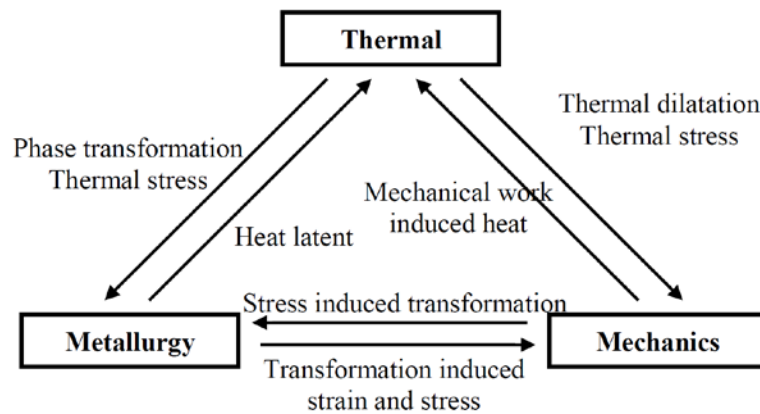 Thermal
Thermal dilatation
Thermal stress
Phase transformation
Thermal stress
Mechanical work
induced heat
Heat latent
Stress induced transformation
Metallurgy
Mechanics
Transformation induced
strain and stress